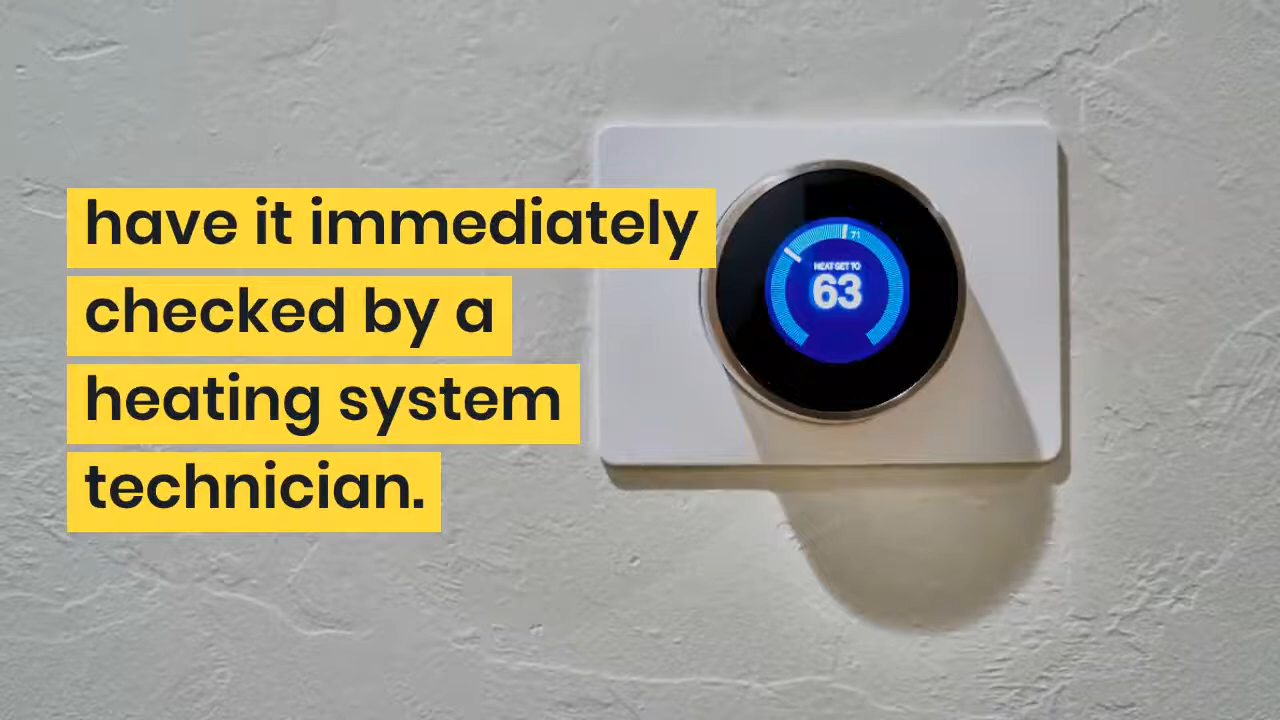 have it immediately
checked by a
heating system
technician.
71
HEAT SET TO
63